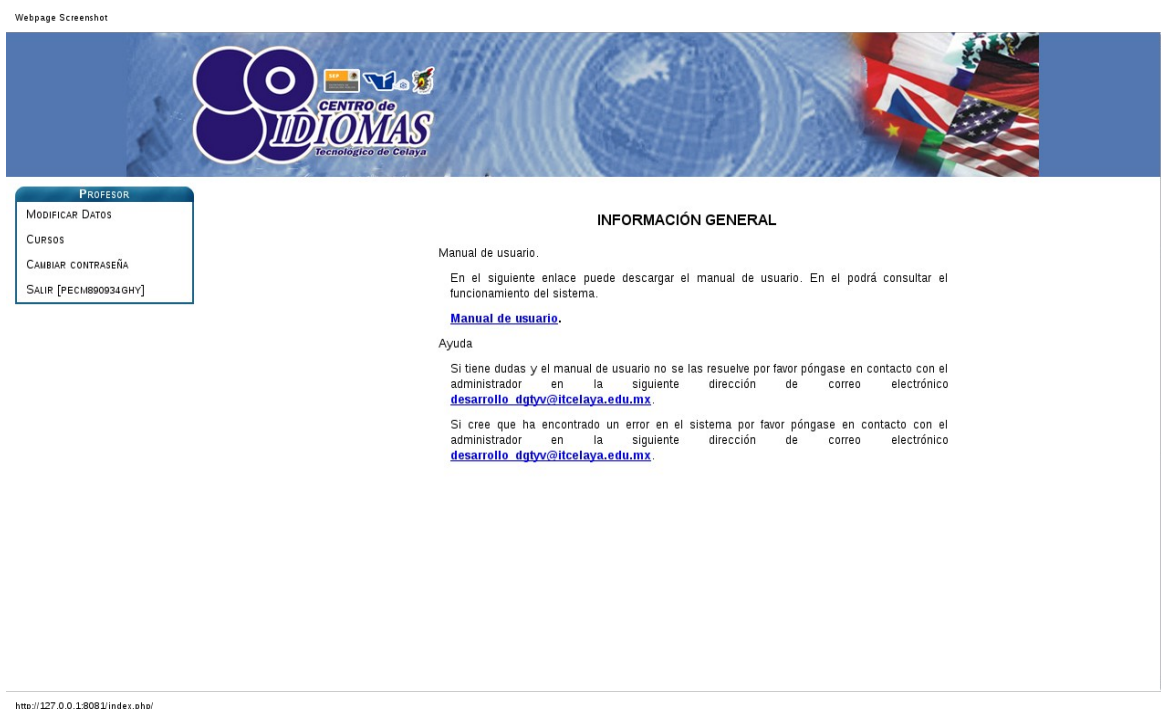 Webpage Screenshot
SEP
CENTRO de
IDIOMAS
Tecnológico de Celaya
PROFESOR
MODIFICAR DATOS
CURSOS
CAMBIAR CONTRASEÑA
SALIR [PECM890934GHY]
INFORMACIÓN GENERAL
Manual de usuario.
En el siguiente enlace puede descargar el manual de usuario. En el podrá consultar el
funcionamiento del sistema.
Manual de usuario.
Ayuda
Si tiene dudas y el manual de usuario no se las resuelve por favor póngase en contacto con el
administrador en la siguiente dirección de correo electrónico
desarrollo_dgtyv@itcelaya.edu.mx.
Si cree que ha encontrado un error en el sistema por favor póngase en contacto con el
administrador en la siguiente dirección de correo electrónico
desarrollo_dgtyv@itcelaya.edu.mx.
http://127.0.0.1:8081/index.php/